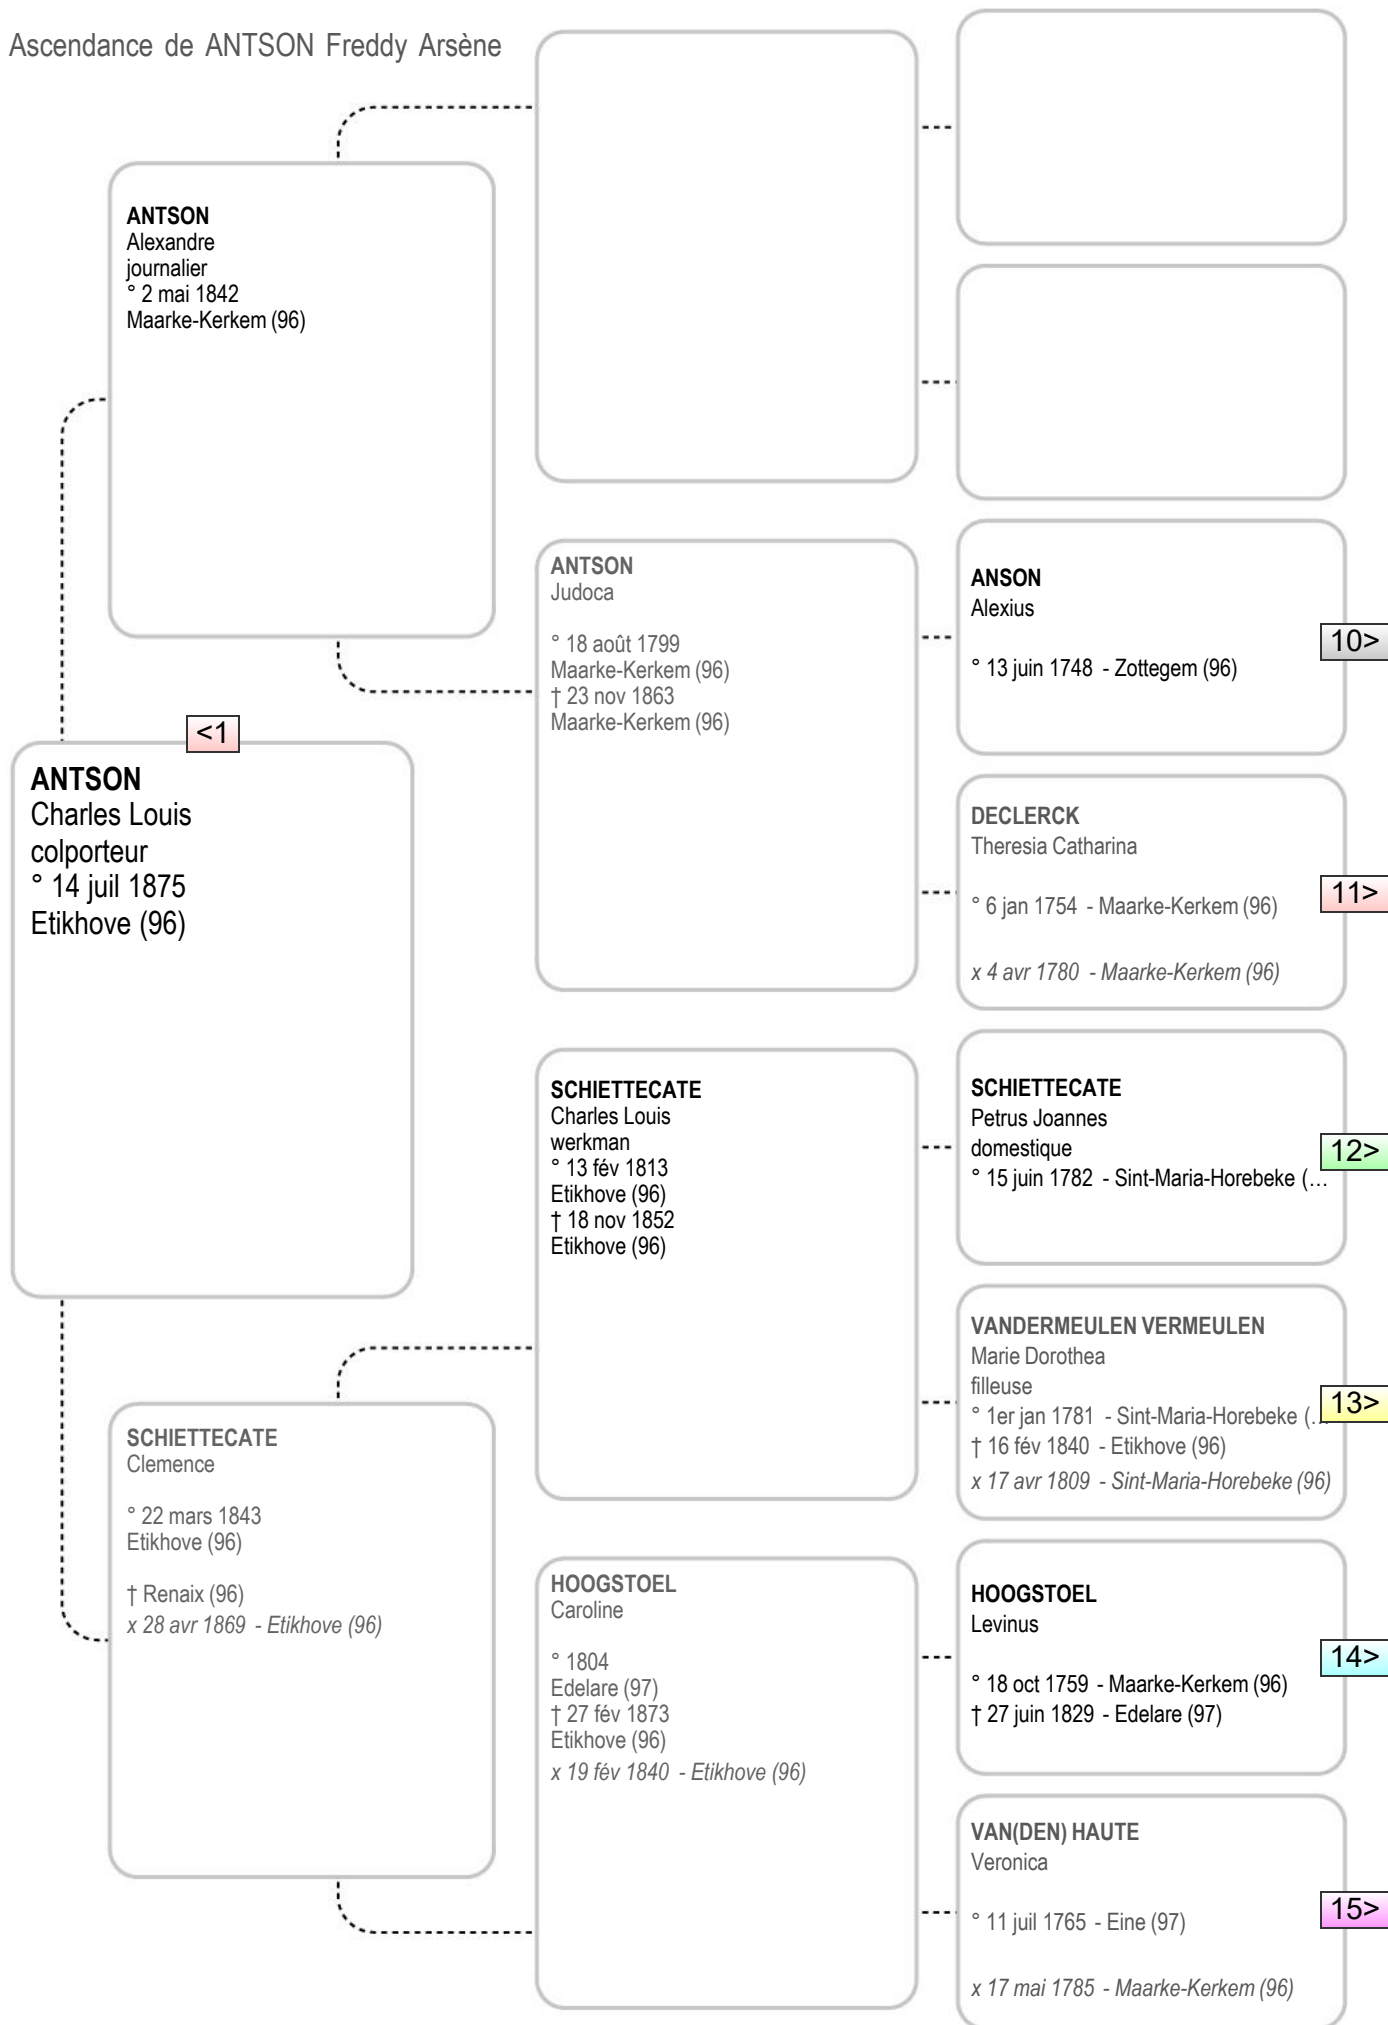 Ascendance de ANTSON Freddy Arsène
ANTSON
Alexandre
journalier
° 2 mai 1842
Maarke-Kerkem (96)
<1
ANTSON
Charles Louis
colporteur
° 14 juil 1875
Etikhove (96)
SCHIETTECATE
Clemence
° 22 mars 1843
Etikhove (96)
† Renaix (96)
x 28 avr 1869 - Etikhove (96)
ANTSON
Judoca
° 18 août 1799
Maarke-Kerkem (96)
† 23 nov 1863
Maarke-Kerkem (96)
SCHIETTECATE
Charles Louis
werkman
° 13 fév 1813
Etikhove (96)
† 18 nov 1852
Etikhove (96)
HOOGSTOEL
Caroline
° 1804
Edelare (97)
† 27 fév 1873
Etikhove (96)
x 19 fév 1840 - Etikhove (96)
ANSON
Alexius
° 13 juin 1748 - Zottegem (96)
10>
DECLERCK
Theresia Catharina
° 6 jan 1754 - Maarke-Kerkem (96)
x 4 avr 1780 - Maarke-Kerkem (96)
11>
SCHIETTECATE
Petrus Joannes
domestique
° 15 juin 1782 - Sint-Maria-Horebeke (…
12>
VANDERMEULEN VERMEULEN
Marie Dorothea
filleuse
° 1er jan 1781 - Sint-Maria-Horebeke (…
† 16 fév 1840 - Etikhove (96)
x 17 avr 1809 - Sint-Maria-Horebeke (96)
13>
HOOGSTOEL
Levinus
° 18 oct 1759 - Maarke-Kerkem (96)
† 27 juin 1829 - Edelare (97)
14>
VAN(DEN) HAUTE
Veronica
° 11 juil 1765 - Eine (97)
x 17 mai 1785 - Maarke-Kerkem (96)
15>